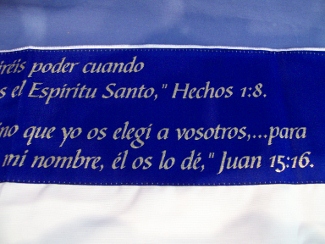 iréis poder cuando
s el Espíritu Santo," Hechos 1:8.
ino que yo os elegí a vosotros,...para
mi nombre, él os lo dé," Juan 15:16.